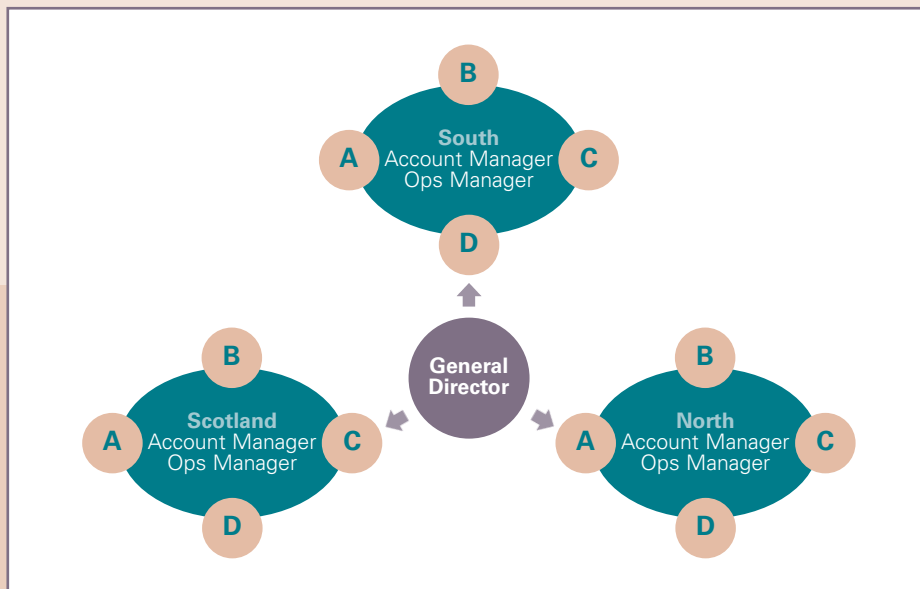 B
South
A
Account Manager
C
Ops Manager
D
General
Director
B
Scotland
A
Account Manager
C
Ops Manager
D
B
North
A
Account Manager
C
Ops Manager
D